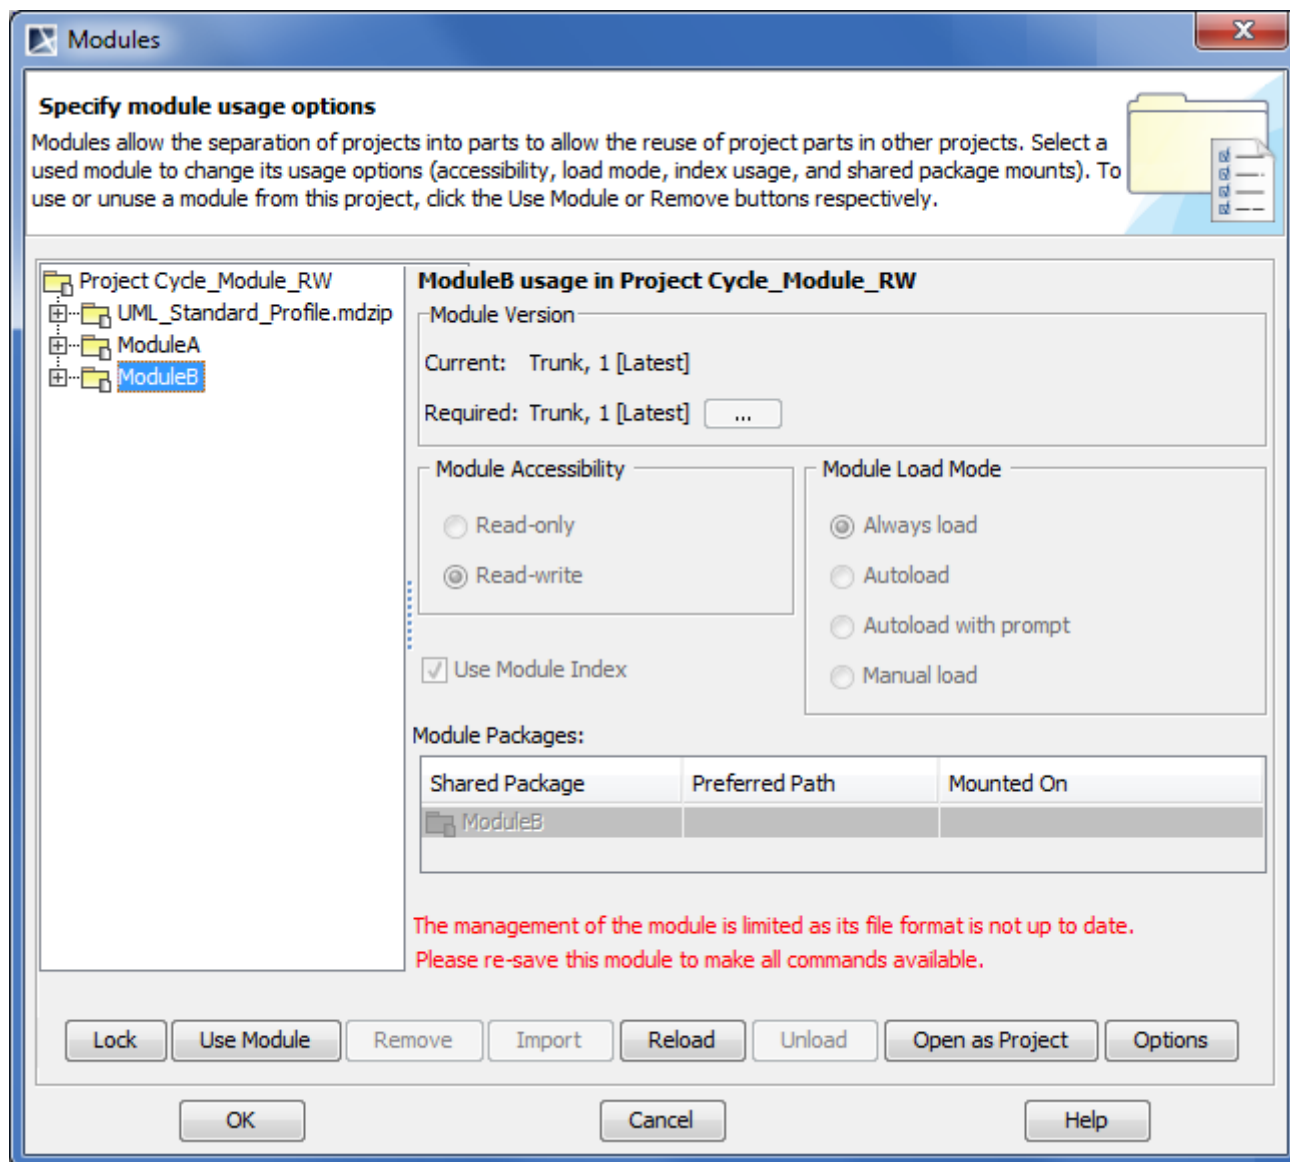 Modules
Specify module usage options
Modules allow the separation of projects into parts to allow the reuse of project parts in other projects. Select a
used module to change its usage options (accessibility, load mode, index usage, and shared package mounts). To
use or unuse a module from this project, click the Use Module or Remove buttons respectively.
Project Cycle_Module_RW
UML_Standard_Profile.mdzip
ModuleA
ModuleB
ModuleB usage in Project Cycle_Module_RW
Module Version
Current: Trunk, 1 [Latest]
Required: Trunk, 1 [Latest] ...
Module Accessibility
Read-only
Read-write
Use Module Index
Module Load Mode
Always load
Autoload
Autoload with prompt
Manual load
Module Packages:
Shared Package Preferred Path Mounted On
ModuleB
The management of the module is limited as its file format is not up to date.
Please re-save this module to make all commands available.
Lock Use Module Remove Import Reload Unload Open as Project Options
OK Cancel Help